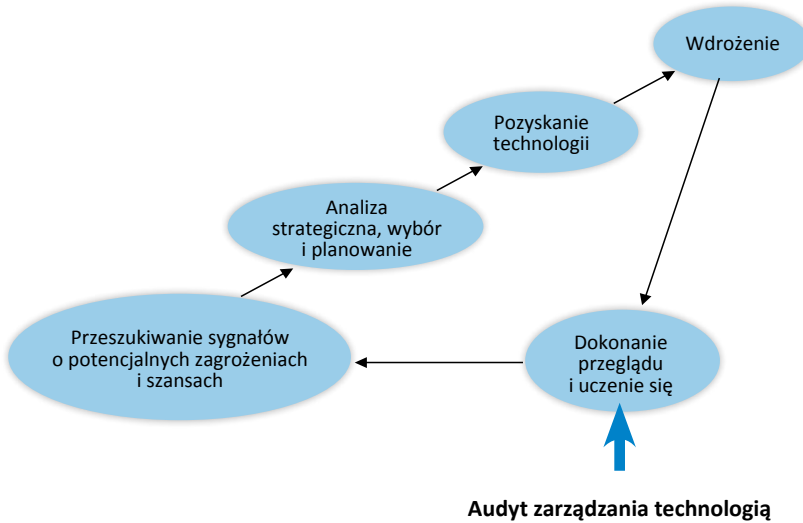 Wdrożenie
Pozyskanie
technologii
Analiza
strategiczna, wybór
i planowanie
Przeszukiwanie sygnałów
o potencjalnych zagrożeniach
i szansach
Dokonanie
przeglądu
i uczenie się
Audyt zarządzania technologią